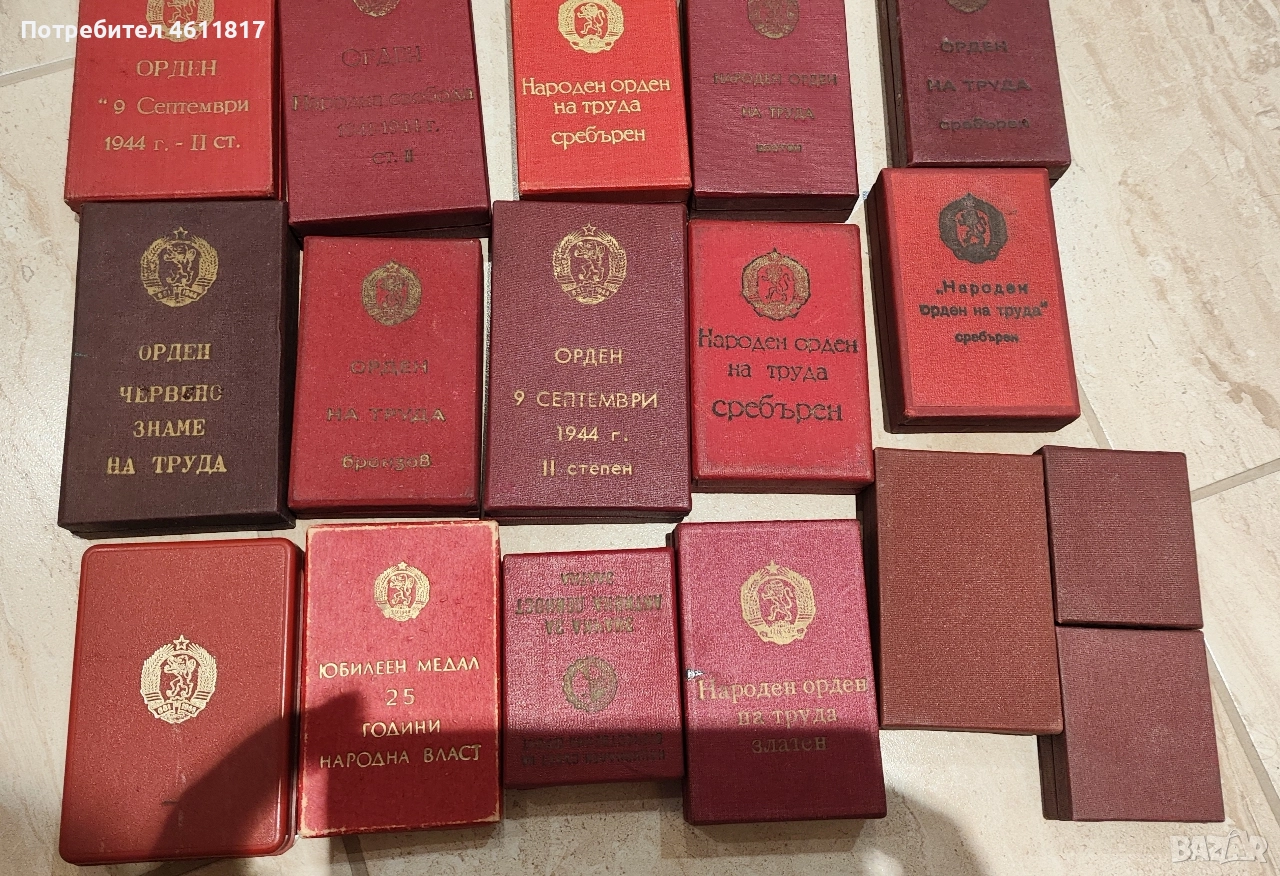 Потребител 4611817
ОРДЕН
"9 Септември
1944 г. - II ст.
ОРДЕН
ст. II
Народен орден
на труда
сребърен
НАРОДЕН ОРДЕН
НА ТРУДА
ОРДЕН
НА ТРУДА
сребърен
ОРДЕН
ЧЕРВЕНО
ЗНАМЕ
НА ТРУДА
ОРДЕН
НА ТРУДА
бронзов
ОРДЕН
9 СЕПТЕМВРИ
1944 г.
II степен
Народен орден
на труда
сребърен
„Народен
орден на труда"
сребърен
ЮБИЛЕЕН МЕДАЛ
25
ГОДИНИ
НАРОДНА ВЛАСТ
Народен орден
на труда
златен
BAZAR